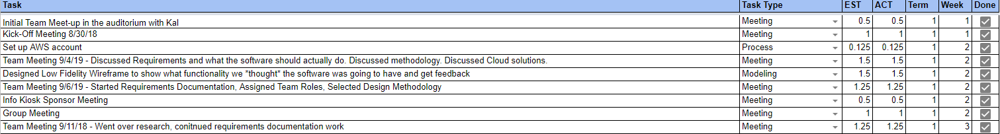 Task Task Type EST ACT Term Week Done
Initial Team Meet-up in the auditorium with Kal Meeting 0.5 0.5 1 1
Kick-Off Meeting 8/30/18 Meeting 1 1 1 1
Set up AWS account Process 0.125 0.125 1 2
Team Meeting 9/4/19 - Discussed Requirements and what the software should actually do. Discussed methodology. Discussed Cloud solutions. Meeting 1.5 1.5 1 2
Designed Low Fidelity Wireframe to show what functionality we *thought* the software was going to have and get feedback Modeling 1.5 1.5 1 2
Team Meeting 9/6/19 - Started Requirements Documentation, Assigned Team Roles, Selected Design Methodology Meeting 1.25 1.25 1 2
Info Kiosk Sponsor Meeting Meeting 0.5 0.5 1 2
Group Meeting Meeting 1 1 1 2
Team Meeting 9/11/18 - Went over research, conitnued requirements documentation work Meeting 1.25 1.25 1 3